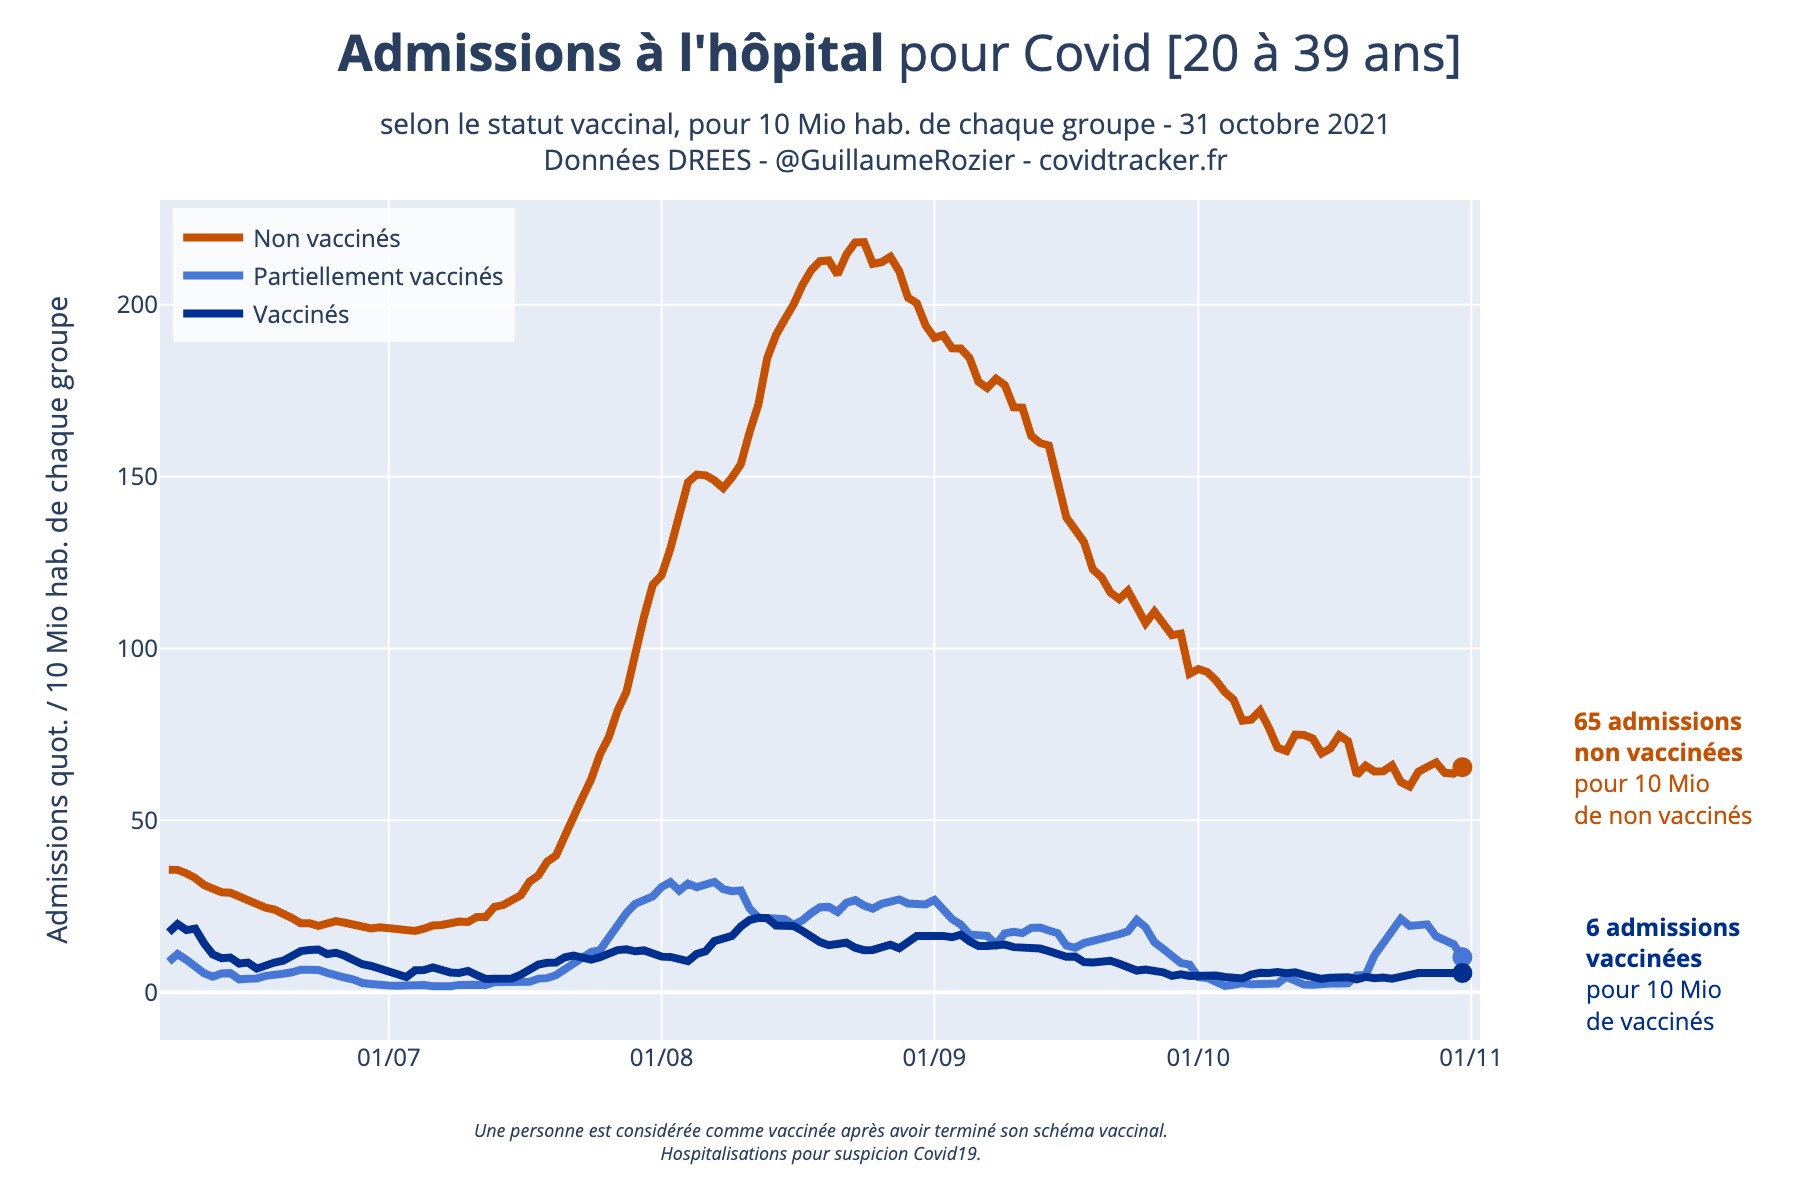 Admissions à l'hôpital pour Covid [20 à 39 ans]
selon le statut vaccinal, pour 10 Mio hab. de chaque groupe - 31 octobre 2021
Données DREES - @GuillaumeRozier - covidtracker.fr
Non vaccinés
Partiellement vaccinés
Vaccinés
Admissions quot. / 10 Mio hab. de chaque groupe
200
150
100
50
0
01/07
01/08
01/09
01/10
01/11
65 admissions
non vaccinées
pour 10 Mio
de non vaccinés
6 admissions
vaccinées
pour 10 Mio
de vaccinés
Une personne est considérée comme vaccinée après avoir terminé son schéma vaccinal.
Hospitalisations pour suspicion Covid19.